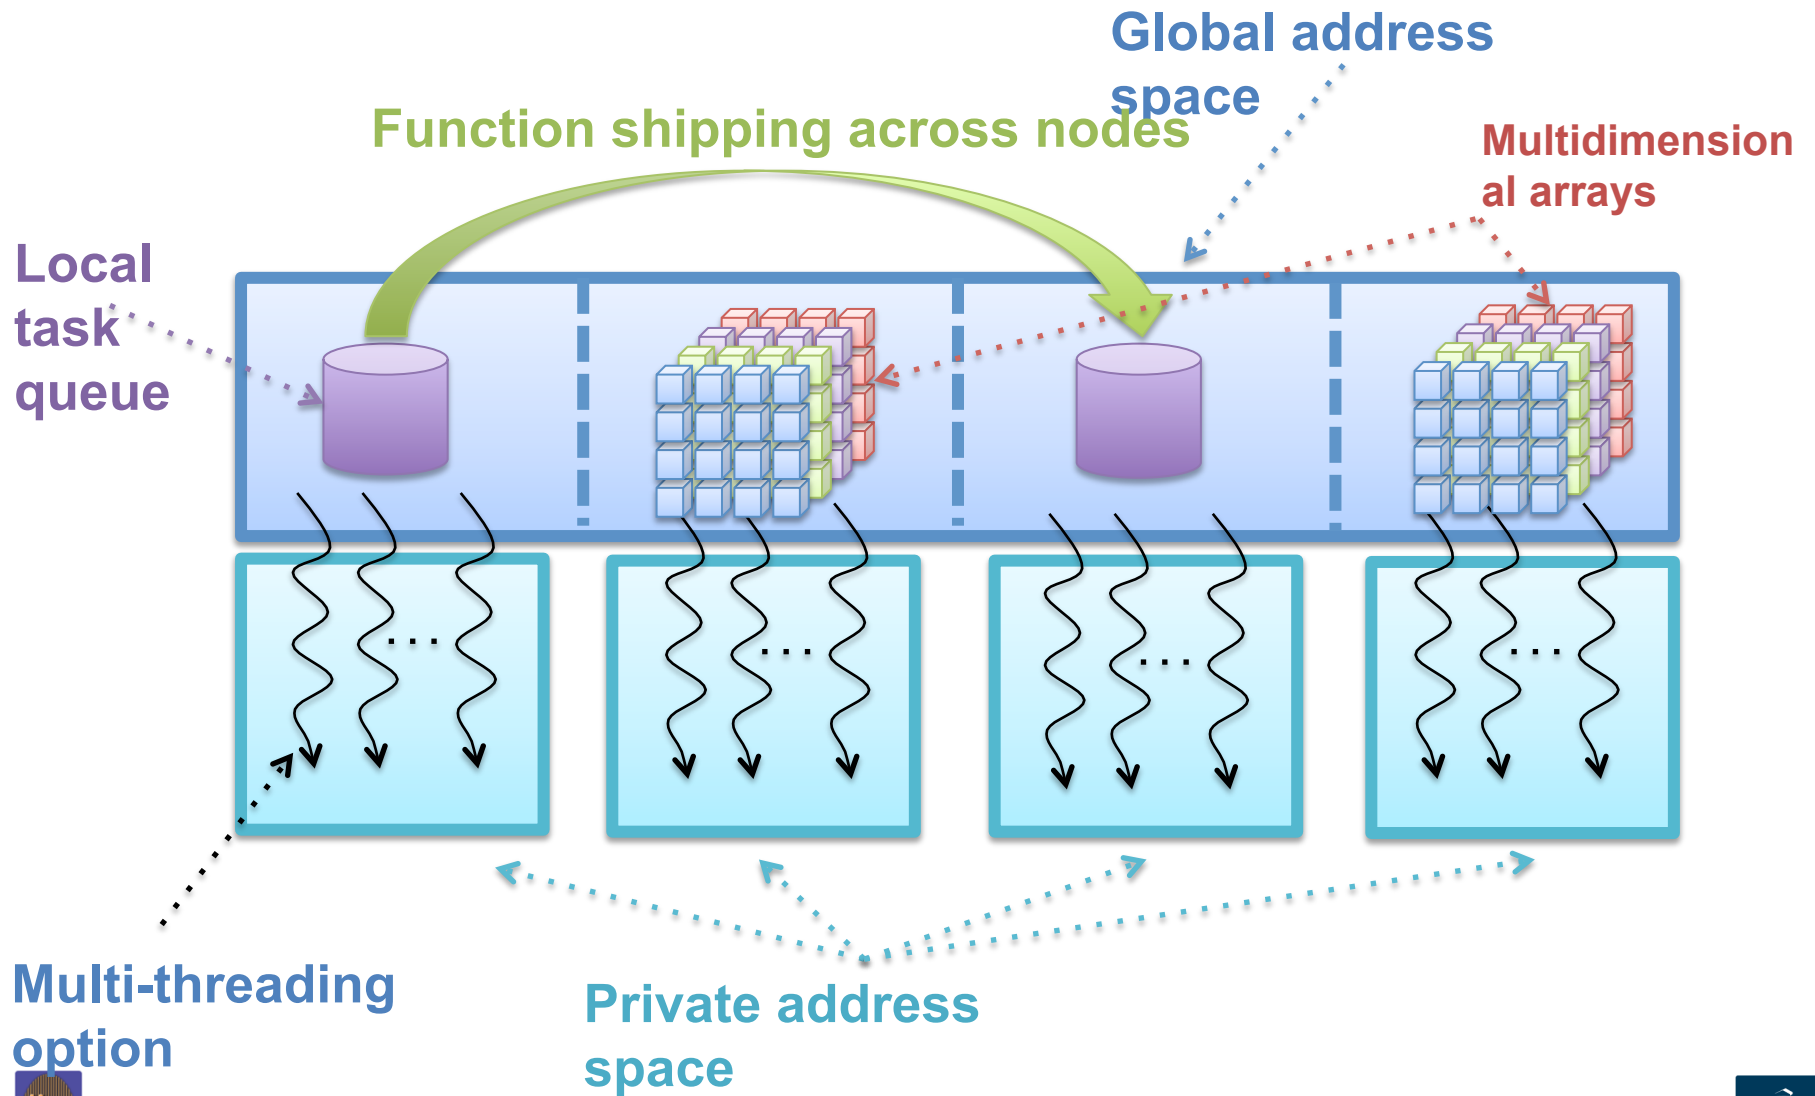 Global address
space
Function shipping across nodes
Multidimension
al arrays
Local
task
queue
. . .
. . .
. . .
. . .
Multi-threading
option
Private address
space